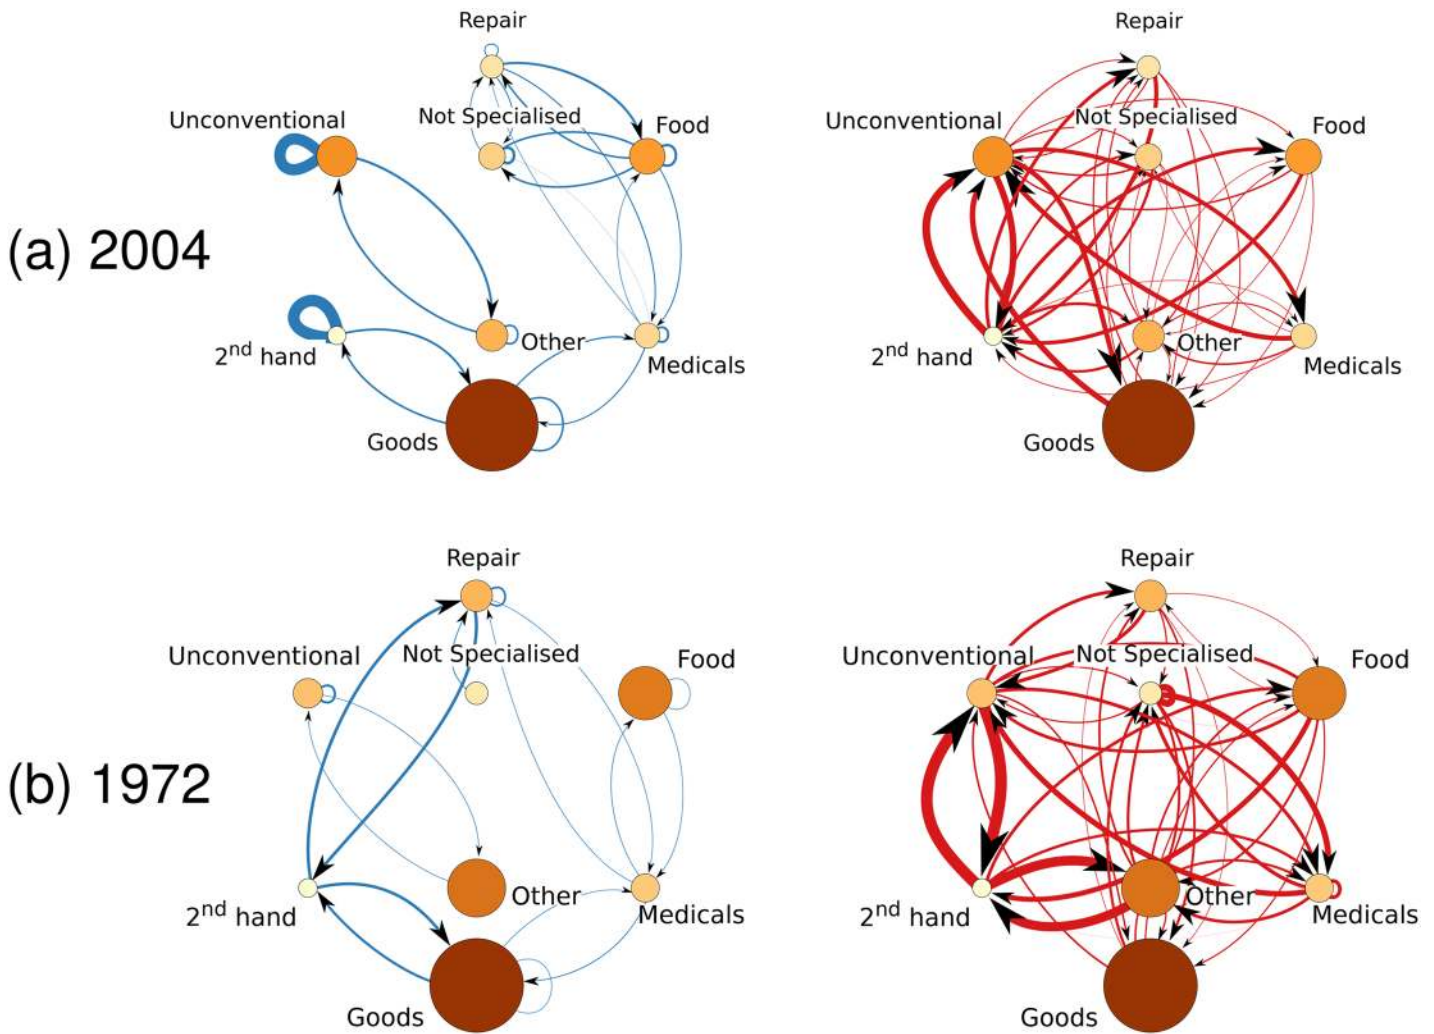 Repair
Unconventional
Not Specialised
Food
2nd hand
Other
Medicals
Goods
(a) 2004
Repair
Unconventional
Not Specialised
Food
2nd hand
Other
Medicals
Goods
Repair
Unconventional
Not Specialised
Food
2nd hand
Other
Medicals
Goods
(b) 1972
Repair
Unconventional
Not Specialised
Food
2nd hand
Other
Medicals
Goods